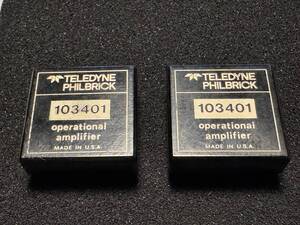 TELEDYNE
PHILBRICK
103401
operational
amplifier
MADE IN U.S.A.
TELEDYNE
PHILBRICK
103401
operational
amplifier
MADE IN U.S.A.